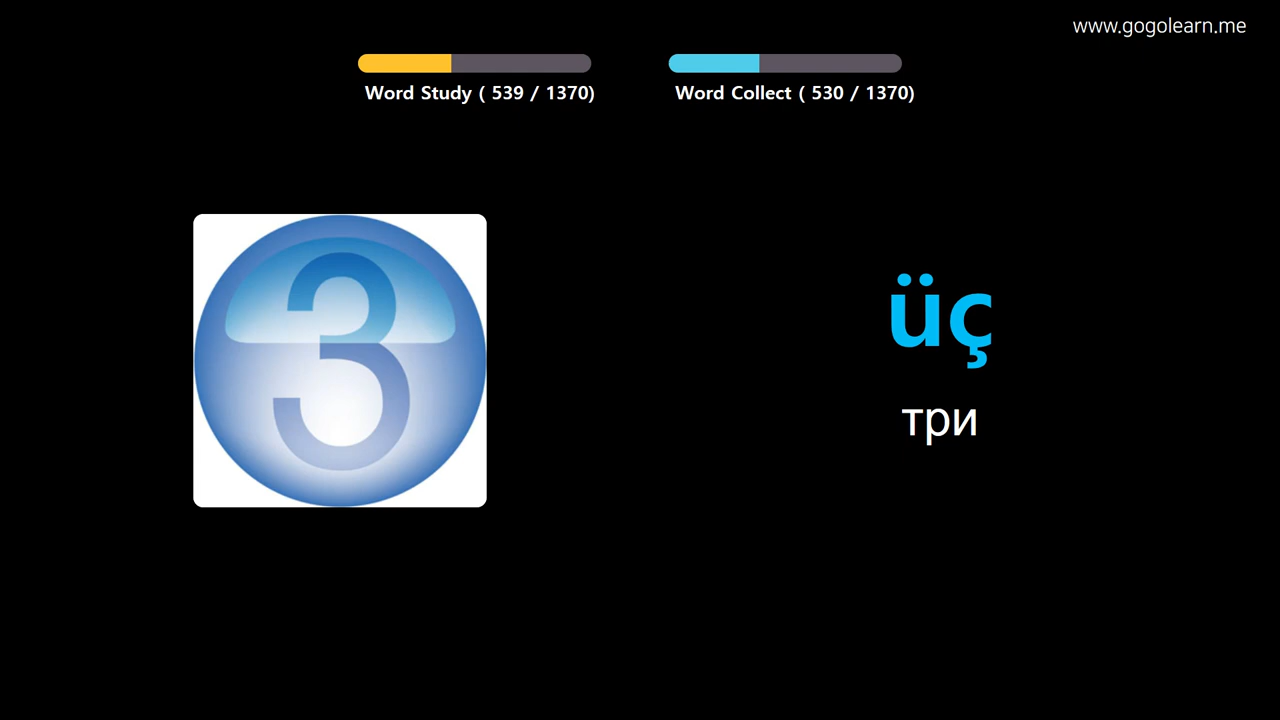 www.gogolearn.me
Word Study ( 539 / 1370)
Word Collect ( 530 / 1370)
3
üç
три